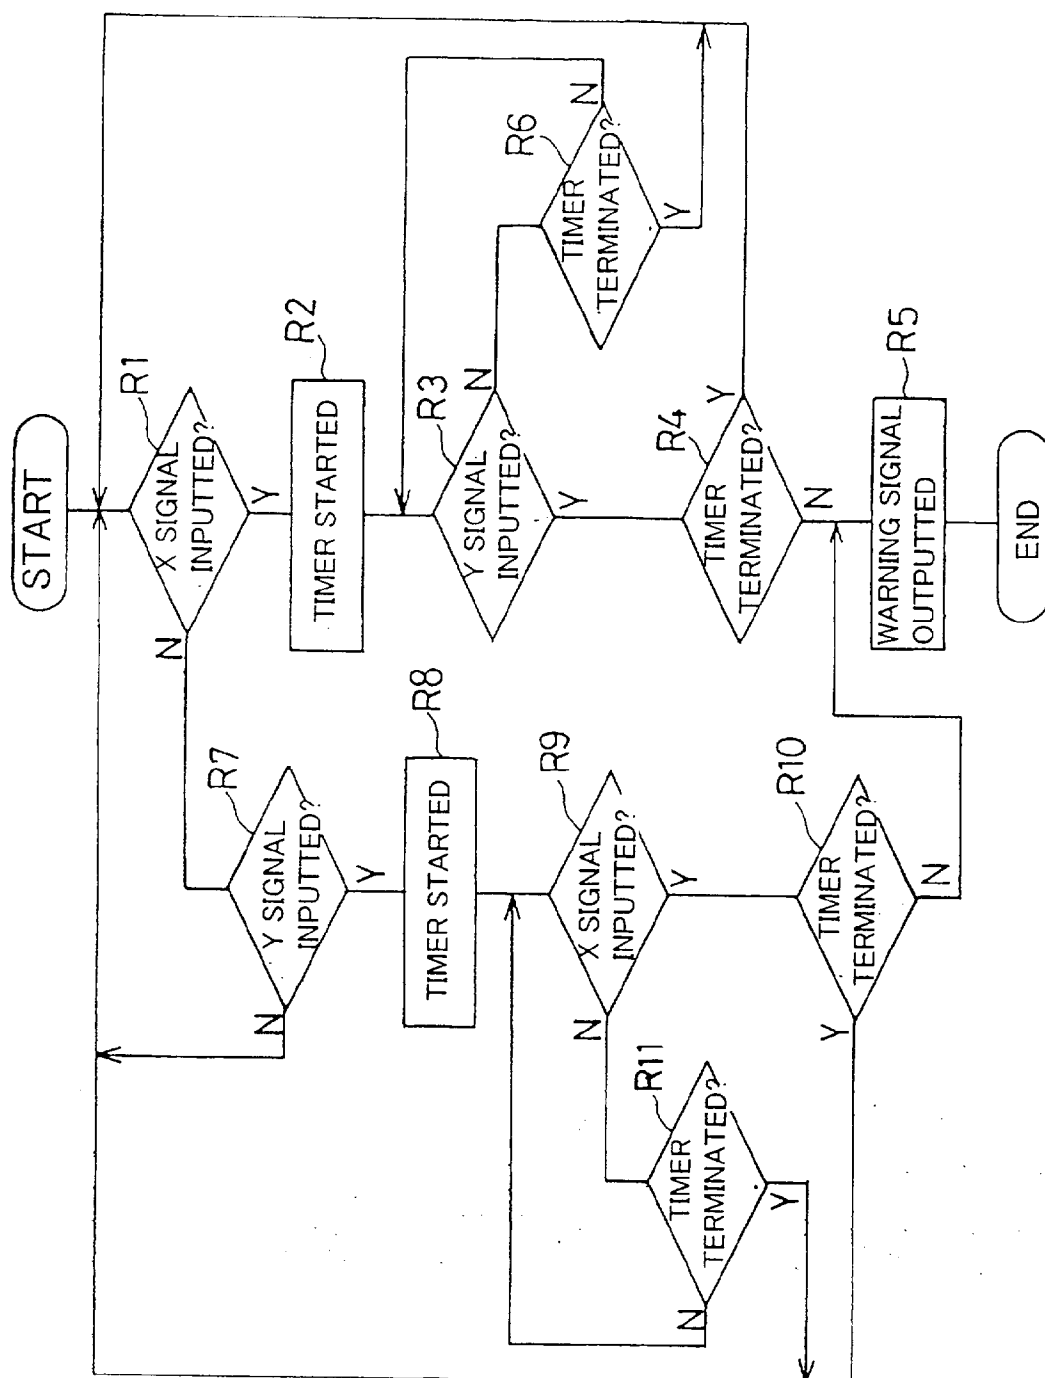 START
R1
X SIGNAL
INPUTTED?
N
Y
R2
TIMER STARTED
R3
Y SIGNAL
INPUTTED?
N
Y
R6
TIMER
TERMINATED?
N
Y
R4
TIMER
TERMINATED?
Y
N
R5
WARNING SIGNAL
OUTPUTTED
END
R7
Y SIGNAL
INPUTTED?
N
Y
R8
TIMER STARTED
R9
X SIGNAL
INPUTTED?
N
Y
R10
TIMER
TERMINATED?
Y
N
R11
TIMER
TERMINATED?
N
Y